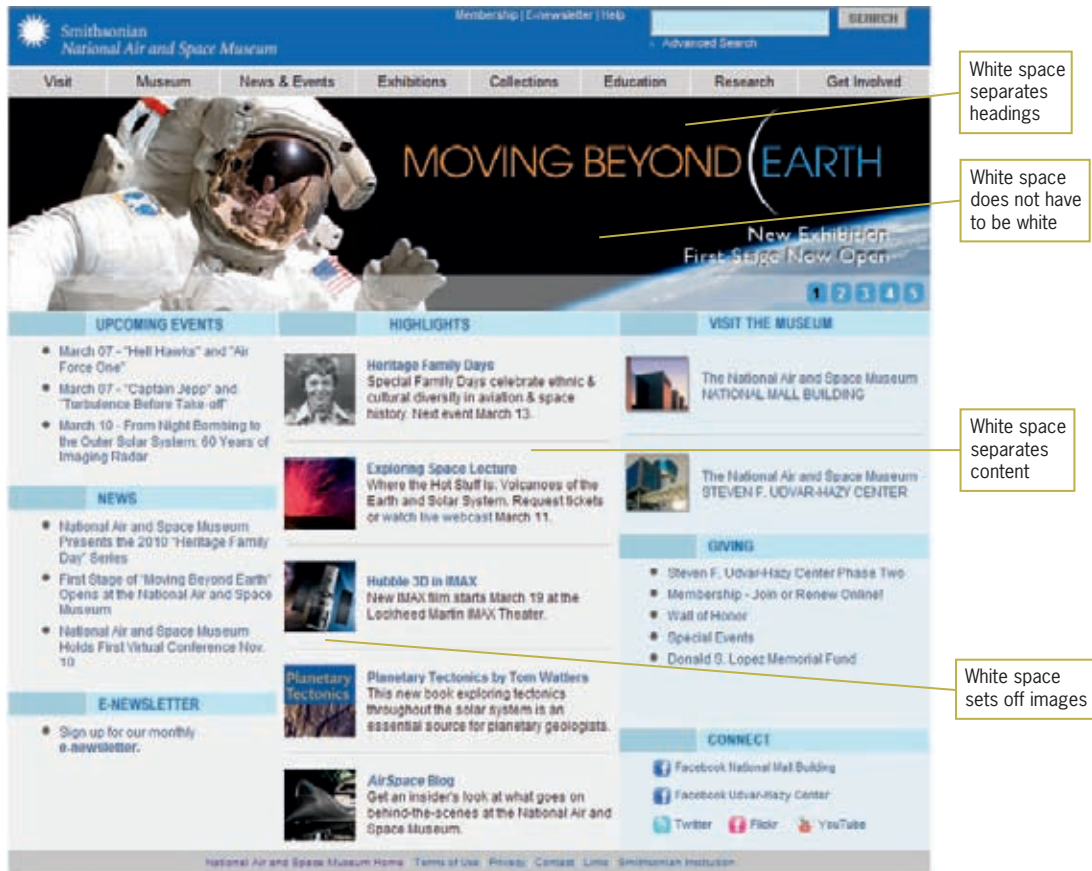 Smithsonian
National Air and Space Museum
Membership | E-newsletter | Help
SEARCH
Advanced Search
Visit Museum News & Events Exhibitions Collections Education Research Get Involved
MOVING BEYOND EARTH
New Exhibition
First Stage Now Open
1 2 3 4 5
UPCOMING EVENTS
March 07 - "Hell Hawks" and "Air
Force One"
March 07 - "Captain Jepp" and
"Turbulence Before Take-off"
March 10 - From Night Bombing to
the Outer Solar System: 60 Years of
Imaging Radar
NEWS
National Air and Space Museum
Presents the 2010 "Heritage Family
Day" Series
First Stage of "Moving Beyond Earth"
Opens at the National Air and Space
Museum
National Air and Space Museum
Holds First Virtual Conference Nov.
10
E-NEWSLETTER
Sign up for our monthly
e-newsletter.
HIGHLIGHTS
Heritage Family Days
Special Family Days celebrate ethnic &
cultural diversity in aviation & space
history. Next event March 13.
Exploring Space Lecture
Where the Hot Stuff Is: Volcanoes of the
Earth and Solar System. Request tickets
or watch live webcast March 11.
Hubble 3D in IMAX
New IMAX film starts March 19 at the
Lockheed Martin IMAX Theater.
Planetary
Tectonics
Planetary Tectonics by Tom Watters
This new book exploring tectonics
throughout the solar system is an
essential source for planetary geologists.
AirSpace Blog
Get an insider's look at what goes on
behind-the-scenes at the National Air and
Space Museum.
VISIT THE MUSEUM
The National Air and Space Museum
NATIONAL MALL BUILDING
The National Air and Space Museum
STEVEN F. UDVAR-HAZY CENTER
GIVING
Steven F. Udvar-Hazy Center Phase Two
Membership - Join or Renew Online!
Wall of Honor
Special Events
Donald S. Lopez Memorial Fund
CONNECT
Facebook National Mall Building
Facebook Udvar-Hazy Center
Twitter Flickr YouTube
National Air and Space Museum Home Terms of Use Privacy Contact Links Smithsonian Institution
White space
separates
headings
White space
does not have
to be white
White space
separates
content
White space
sets off images